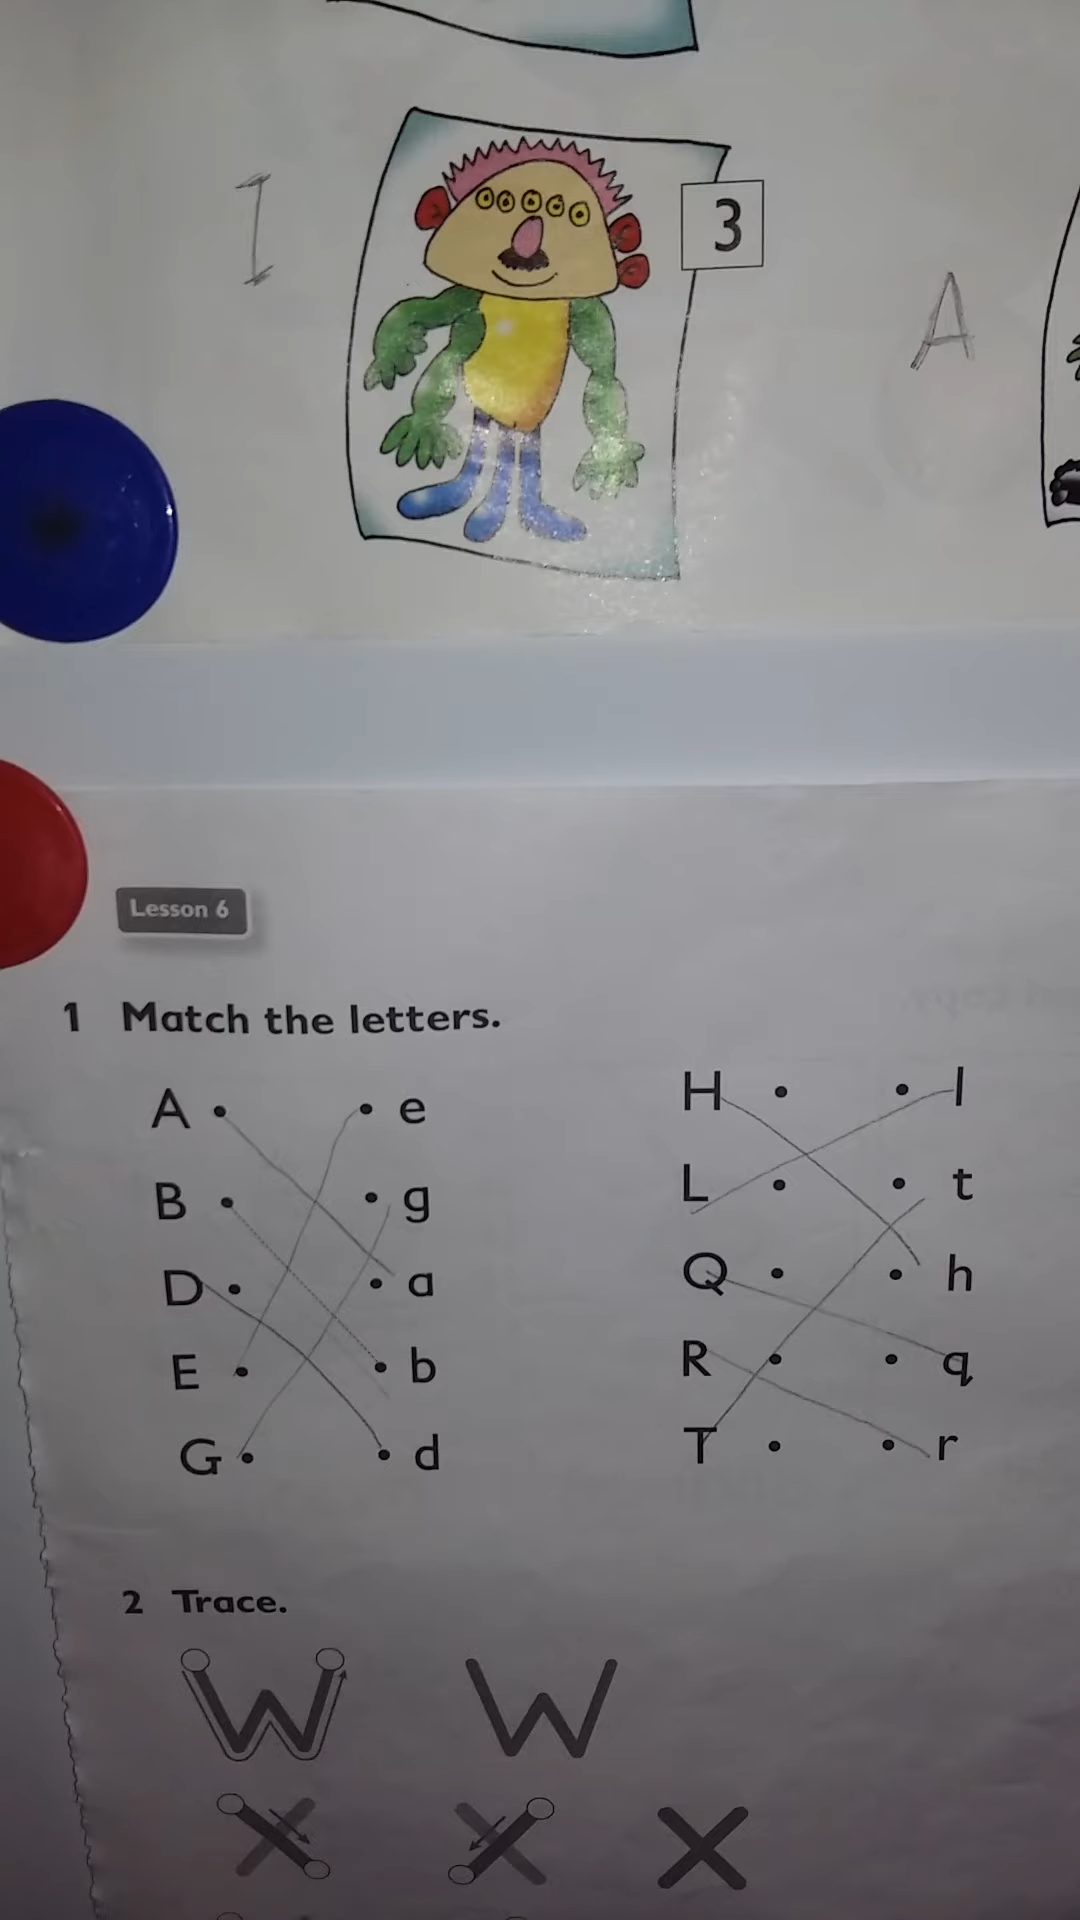 I
3
A
Lesson 6
1 Match the letters.
A • • e
B • • g
D • • a
E • • b
G • • d
H • • l
L • • t
Q • • h
R • • q
T • • r
2 Trace.
W W
X X X